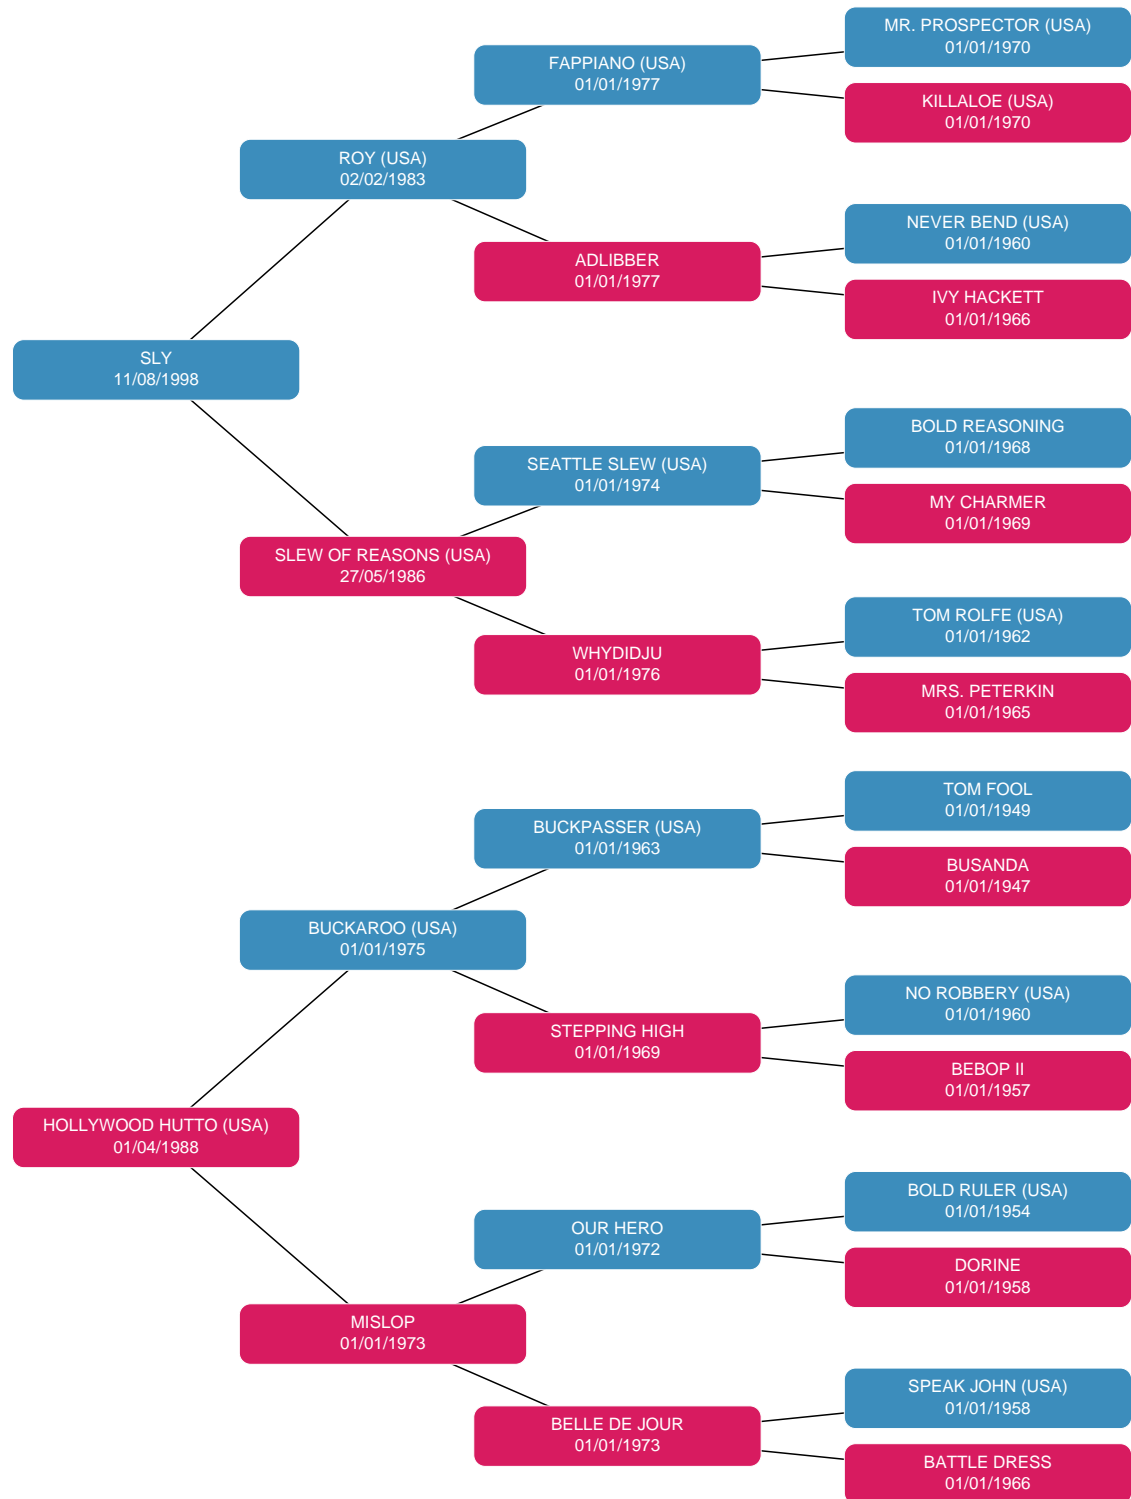 MR. PROSPECTOR (USA)
01/01/1970
FAPPIANO (USA)
01/01/1977
KILLALOE (USA)
01/01/1970
ROY (USA)
02/02/1983
NEVER BEND (USA)
01/01/1960
ADLIBBER
01/01/1977
IVY HACKETT
01/01/1966
SLY
11/08/1998
BOLD REASONING
01/01/1968
SEATTLE SLEW (USA)
01/01/1974
MY CHARMER
01/01/1969
SLEW OF REASONS (USA)
27/05/1986
TOM ROLFE (USA)
01/01/1962
WHYDIDJU
01/01/1976
MRS. PETERKIN
01/01/1965
TOM FOOL
01/01/1949
BUCKPASSER (USA)
01/01/1963
BUSANDA
01/01/1947
BUCKAROO (USA)
01/01/1975
NO ROBBERY (USA)
01/01/1960
STEPPING HIGH
01/01/1969
BEBOP II
01/01/1957
HOLLYWOOD HUTTO (USA)
01/04/1988
BOLD RULER (USA)
01/01/1954
OUR HERO
01/01/1972
DORINE
01/01/1958
MISLOP
01/01/1973
SPEAK JOHN (USA)
01/01/1958
BELLE DE JOUR
01/01/1973
BATTLE DRESS
01/01/1966